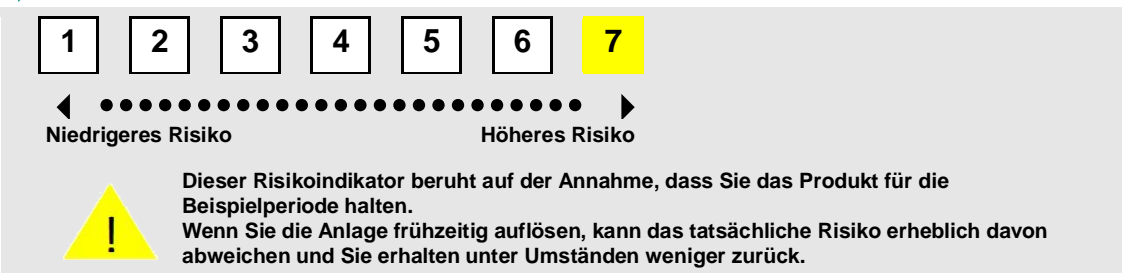 1 2 3 4 5 6 7
Niedrigeres Risiko Höheres Risiko
Dieser Risikoindikator beruht auf der Annahme, dass Sie das Produkt für die
Beispielperiode halten.
!
Wenn Sie die Anlage frühzeitig auflösen, kann das tatsächliche Risiko erheblich davon
abweichen und Sie erhalten unter Umständen weniger zurück.